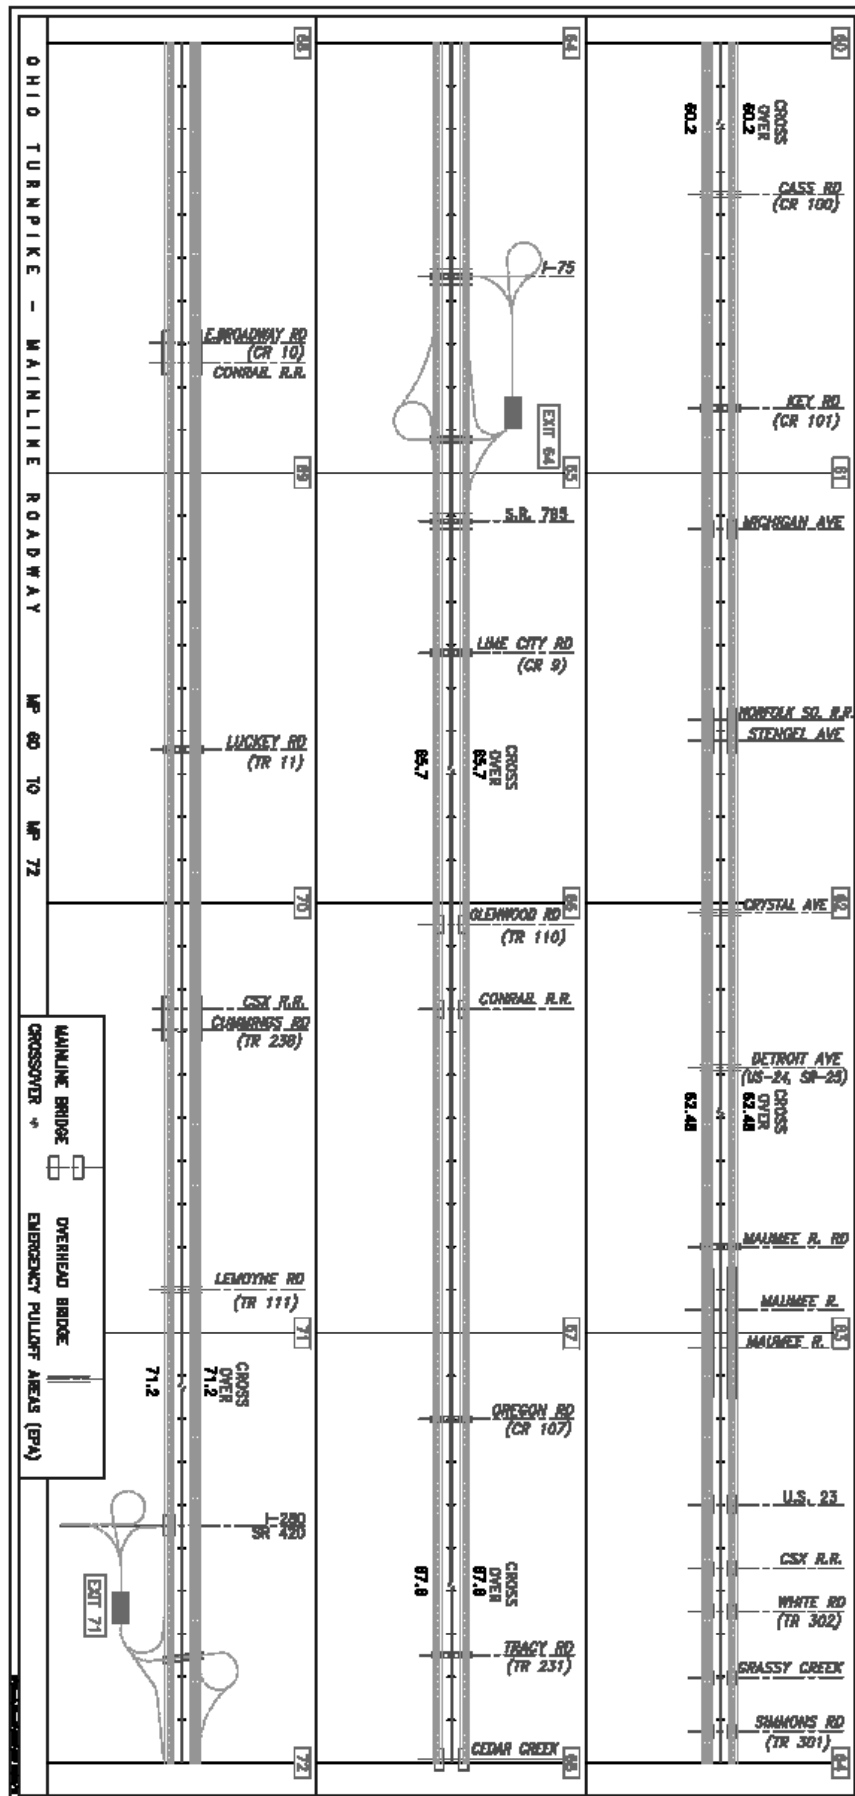 60
CROSS
OVER
60.2
60.2
CASS RD
(CR 100)
KEY RD
(CR 101)
61
MICHIGAN AVE
NORFOLK SO. R.R.
STENGEL AVE
62
CRYSTAL AVE
DETROIT AVE
(US-24, SR-25)
CROSS
OVER
62.48
62.48
MAUMEE R. RD
MAUMEE R.
63
MAUMEE R.
U.S. 23
CSX R.R.
WHITE RD
(TR 302)
GRASSY CREEK
SIMMONS RD
(TR 301)
64
64
I-75
EXIT 64
65
S.R. 795
LIME CITY RD
(CR 9)
CROSS
OVER
65.7
65.7
66
GLENWOOD RD
(TR 110)
CONRAIL R.R.
67
OREGON RD
(CR 107)
CROSS
OVER
TRACY RD
(TR 231)
CEDAR CREEK
68
68
E.BROADWAY RD
(CR 10)
CONRAIL R.R.
69
LUCKEY RD
(TR 11)
70
CSX R.R.
CUMMINGS RD
(TR 238)
LEMOYNE RD
(TR 111)
71
CROSS
OVER
71.2
71.2
I-280
SR 420
EXIT 71
72
MAINLINE BRIDGE
OVERHEAD BRIDGE
CROSSOVER
EMERGENCY PULLOFF AREAS (EPA)
OHIO TURNPIKE - MAINLINE ROADWAY MP 60 TO MP 72